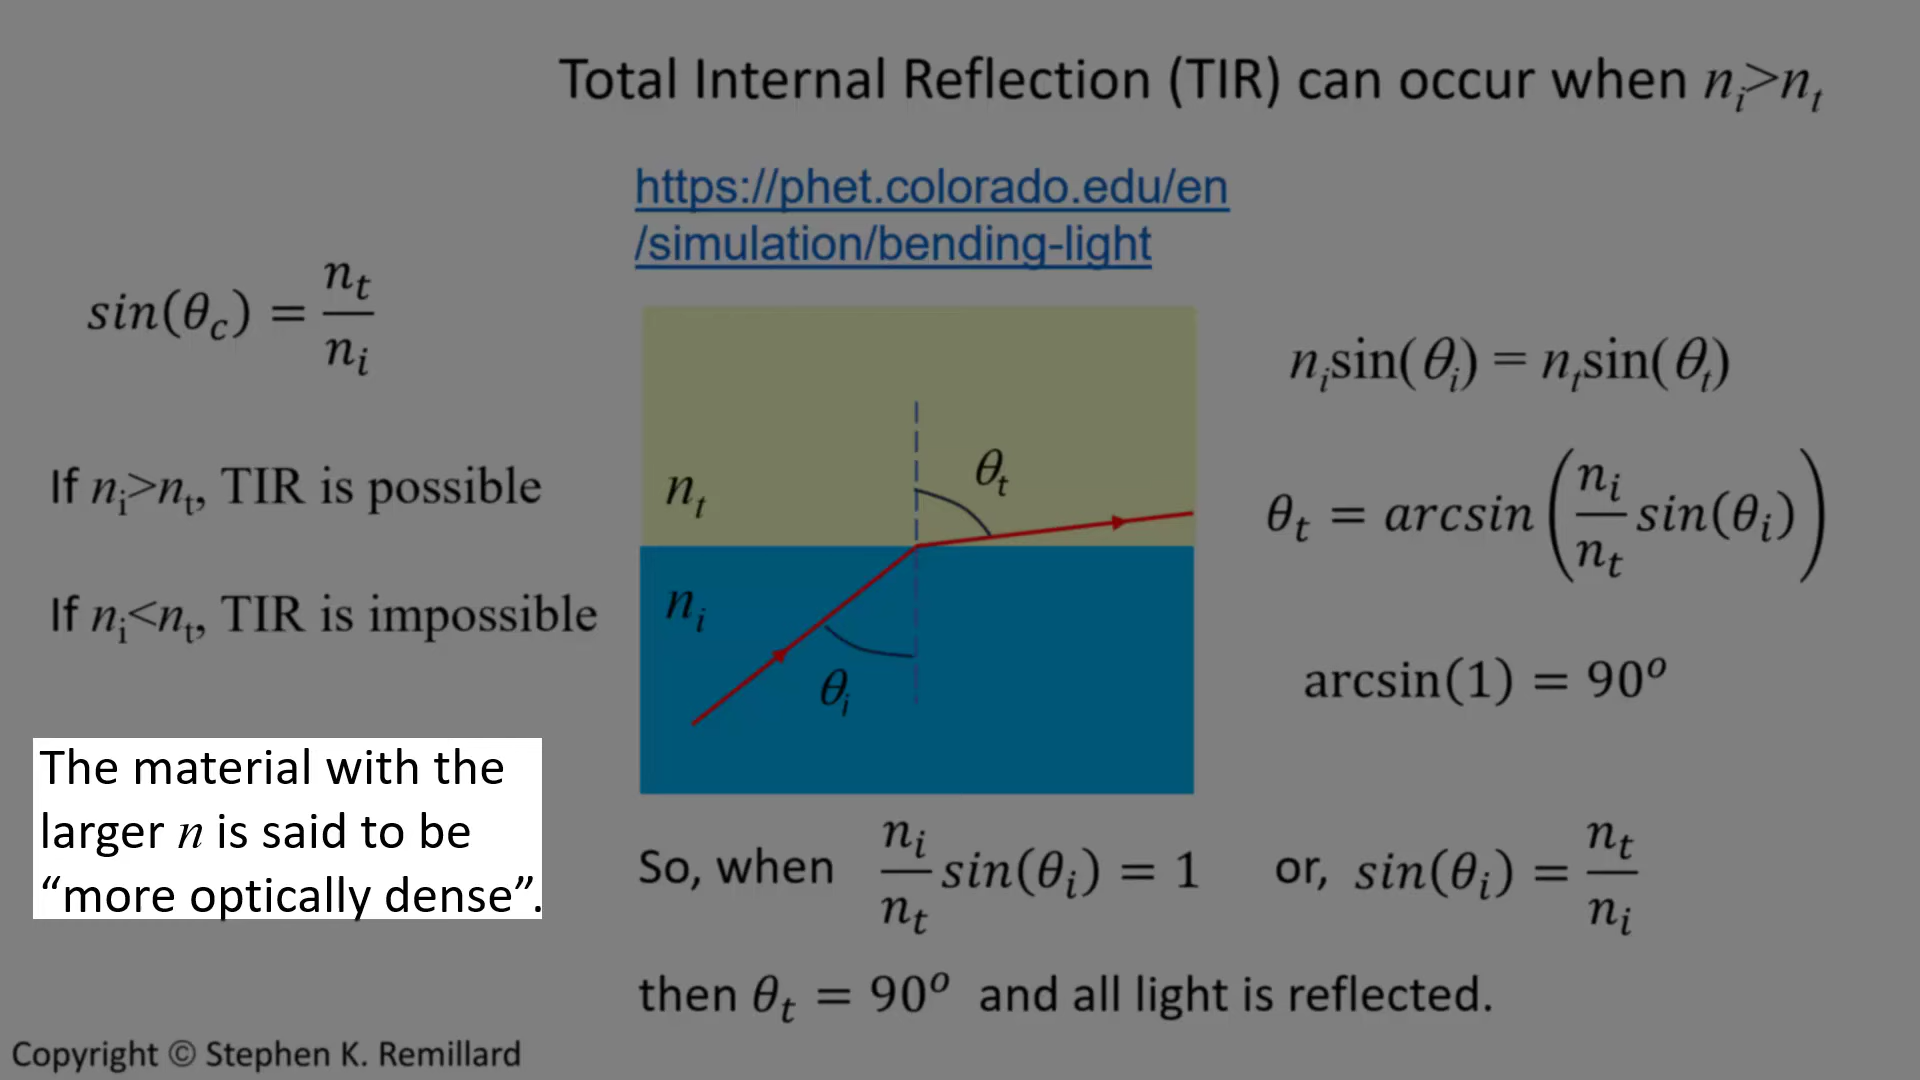 Total Internal Reflection (TIR) can occur when nᵢ>nₜ
https://phet.colorado.edu/en
/simulation/bending-light
sin(θ_c) = nₜ/nᵢ
If nᵢ>nₜ, TIR is possible
If nᵢ<nₜ, TIR is impossible
The material with the
larger n is said to be
“more optically dense”.
nₜ
θₜ
nᵢ
θᵢ
nᵢsin(θᵢ) = nₜsin(θₜ)
θₜ = arcsin(nᵢ/nₜ sin(θᵢ))
arcsin(1) = 90ᵒ
So, when nᵢ/nₜ sin(θᵢ) = 1 or, sin(θᵢ) = nₜ/nᵢ
then θₜ = 90ᵒ and all light is reflected.
Copyright © Stephen K. Remillard